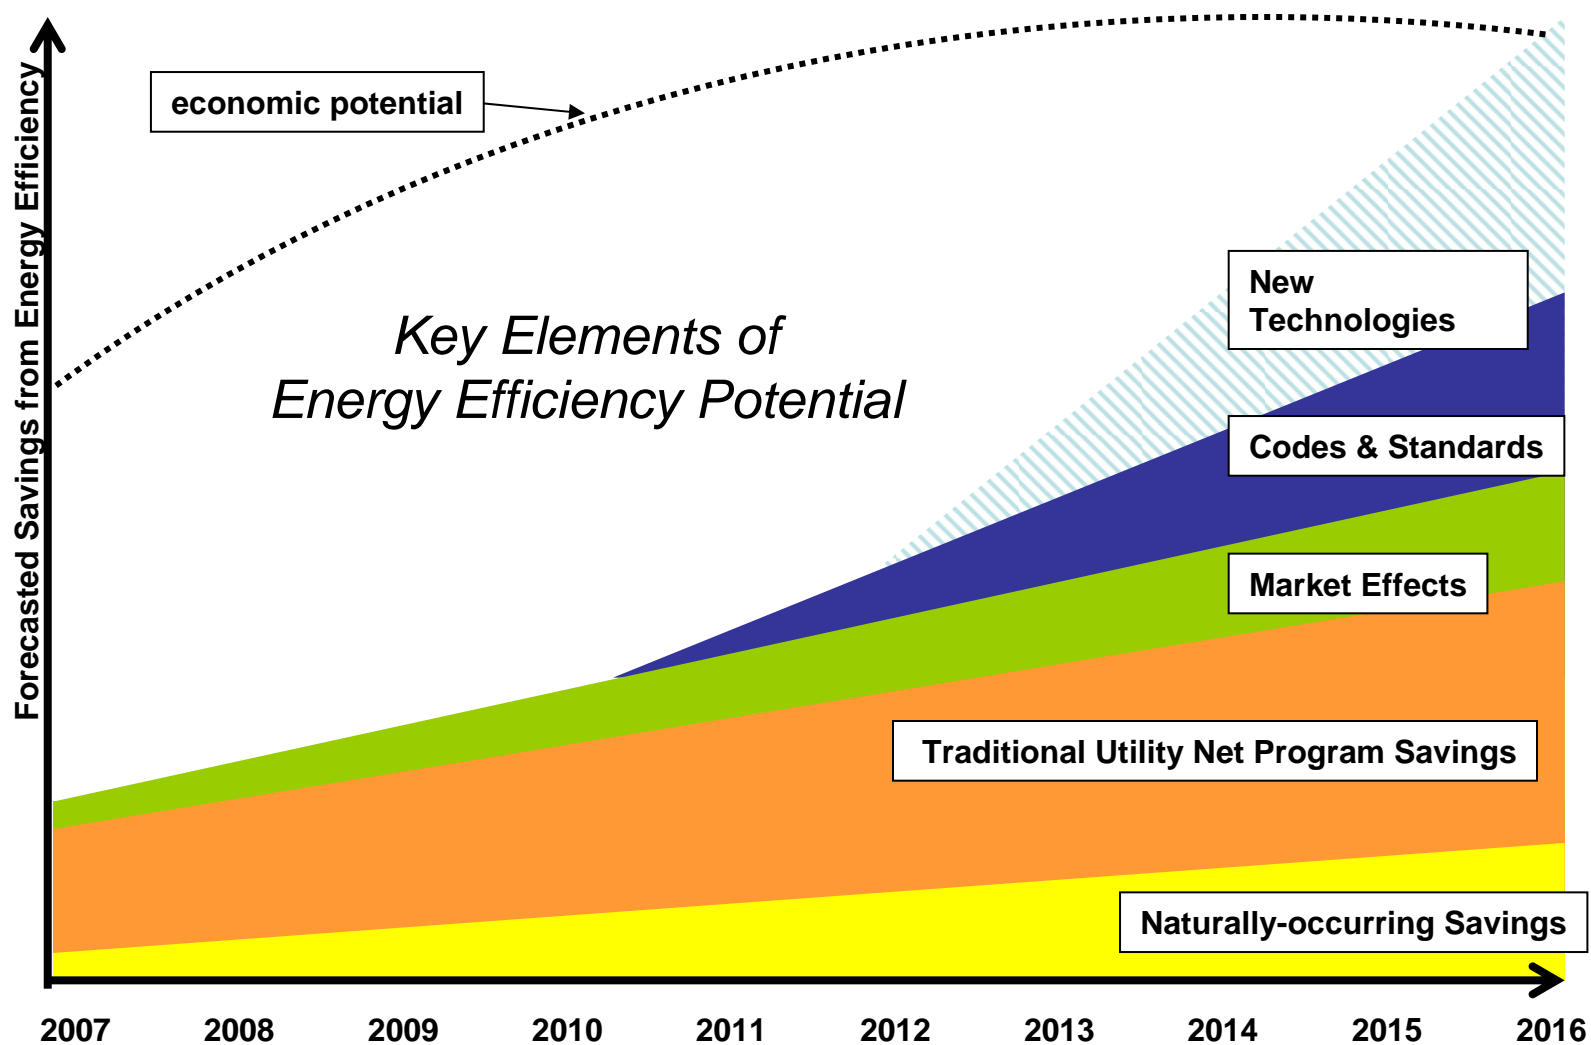 Forecasted Savings from Energy Efficiency
economic potential
Key Elements of
Energy Efficiency Potential
New
Technologies
Codes & Standards
Market Effects
Traditional Utility Net Program Savings
Naturally-occurring Savings
2007 2008 2009 2010 2011 2012 2013 2014 2015 2016